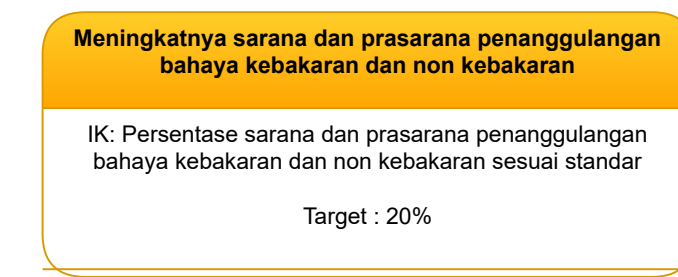 Meningkatnya sarana dan prasarana penanggulangan
bahaya kebakaran dan non kebakaran
IK: Persentase sarana dan prasarana penanggulangan
bahaya kebakaran dan non kebakaran sesuai standar
Target : 20%